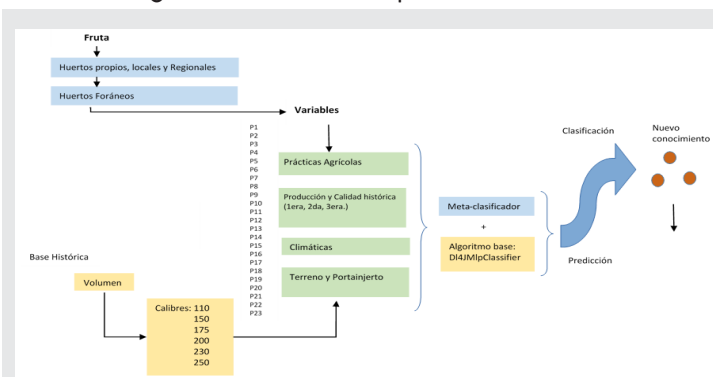 Fruta
Huertos propios, locales y Regionales
Huertos Foráneos
Variables
P1
P2
P3
P4
P5
P6
P7
P8
P9
P10
P11
P12
P13
P14
P15
P16
P17
P18
P19
P20
P21
P22
P23
Prácticas Agrícolas
Producción y Calidad histórica
(1era, 2da, 3era.)
Climáticas
Terreno y Portainjerto
Base Histórica
Volumen
Calibres: 110
150
175
200
230
250
Meta-clasificador
+
Algoritmo base:
Dl4JMlpClassifier
Clasificación
Predicción
Nuevo
conocimiento